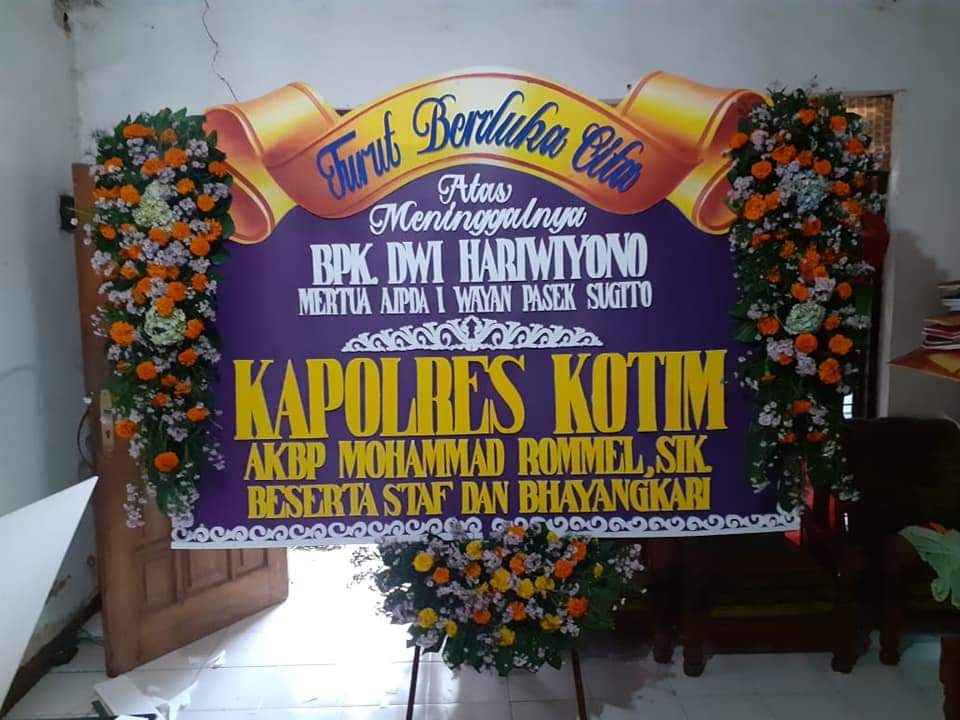 Turut Berduka Cita
Atas
Meninggalnya
BPK. DWI HARIWIYONO
MERTUA AIPDA I WAYAN PASEK SUGITO
KAPOLRES KOTIM
AKBP MOHAMMAD ROMMEL, SIK.
BESERTA STAF DAN BHAYANGKARI